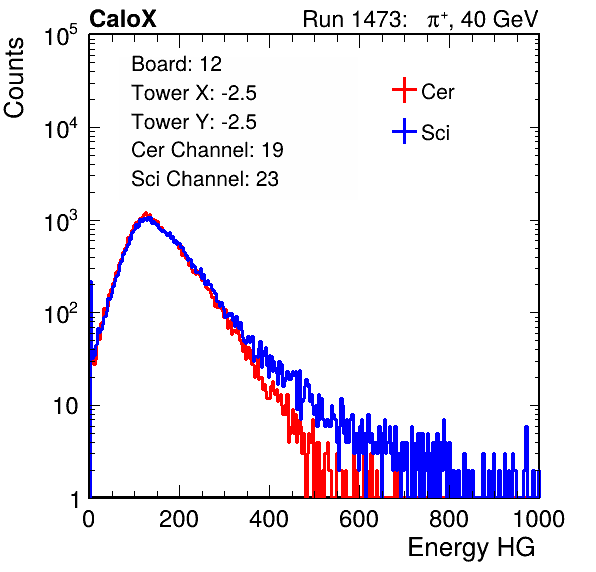 CaloX Run 1473: π⁺, 40 GeV
Counts
Board: 12
Tower X: -2.5
Tower Y: -2.5
Cer Channel: 19
Sci Channel: 23
Cer
Sci
10⁵
10⁴
10³
10²
10
1
0 200 400 600 800 1000
Energy HG